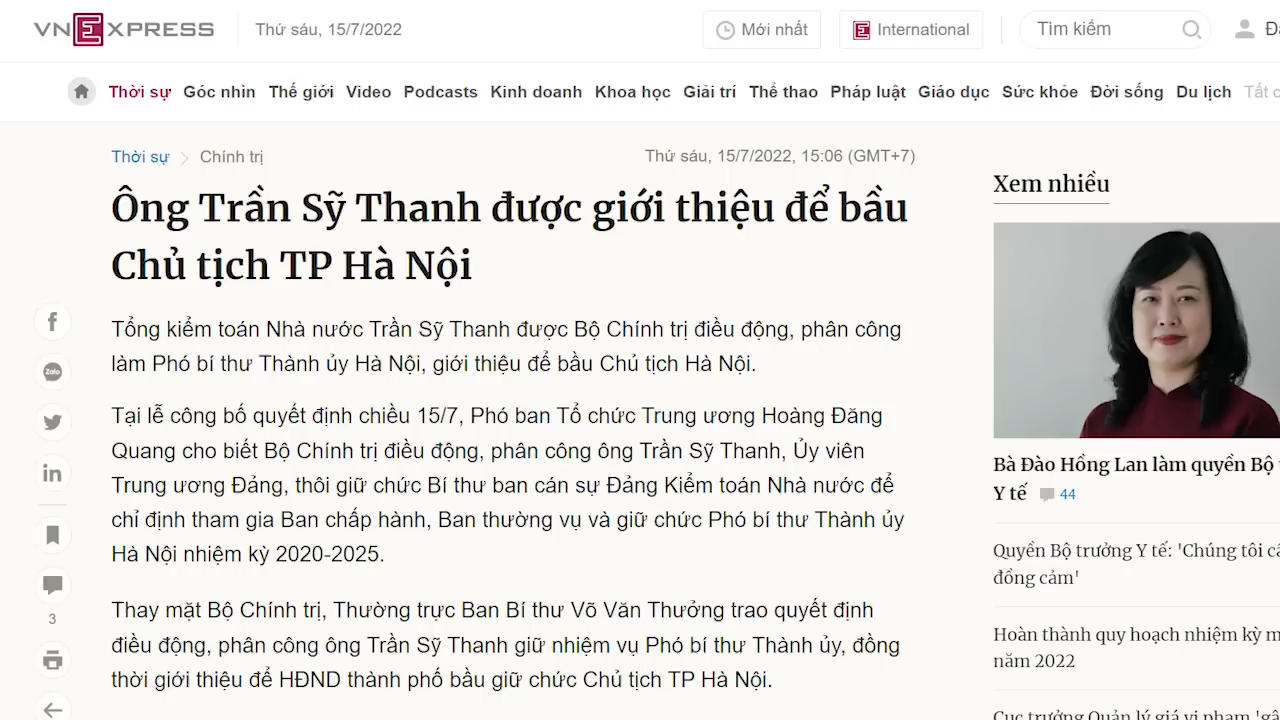 VNEXPRESS
Thứ sáu, 15/7/2022
Mới nhất
International
Tìm kiếm
Thời sự Góc nhìn Thế giới Video Podcasts Kinh doanh Khoa học Giải trí Thể thao Pháp luật Giáo dục Sức khỏe Đời sống Du lịch Tất
Thời sự
Chính trị
Thứ sáu, 15/7/2022, 15:06 (GMT+7)
Ông Trần Sỹ Thanh được giới thiệu để bầu
Chủ tịch TP Hà Nội
Tổng kiểm toán Nhà nước Trần Sỹ Thanh được Bộ Chính trị điều động, phân công
làm Phó bí thư Thành ủy Hà Nội, giới thiệu để bầu Chủ tịch Hà Nội.
Tại lễ công bố quyết định chiều 15/7, Phó ban Tổ chức Trung ương Hoàng Đăng
Quang cho biết Bộ Chính trị điều động, phân công ông Trần Sỹ Thanh, Ủy viên
Trung ương Đảng, thôi giữ chức Bí thư ban cán sự Đảng Kiểm toán Nhà nước để
chỉ định tham gia Ban chấp hành, Ban thường vụ và giữ chức Phó bí thư Thành ủy
Hà Nội nhiệm kỳ 2020-2025.
Thay mặt Bộ Chính trị, Thường trực Ban Bí thư Võ Văn Thưởng trao quyết định
điều động, phân công ông Trần Sỹ Thanh giữ nhiệm vụ Phó bí thư Thành ủy, đồng
thời giới thiệu để HĐND thành phố bầu giữ chức Chủ tịch TP Hà Nội.
Zalo
3
Xem nhiều
Bà Đào Hồng Lan làm quyền Bộ
Y tế 44
Quyền Bộ trưởng Y tế: 'Chúng tôi
đồng cảm'
Hoàn thành quy hoạch nhiệm kỳ
năm 2022
Cục trưởng Quản lý giá vi phạm